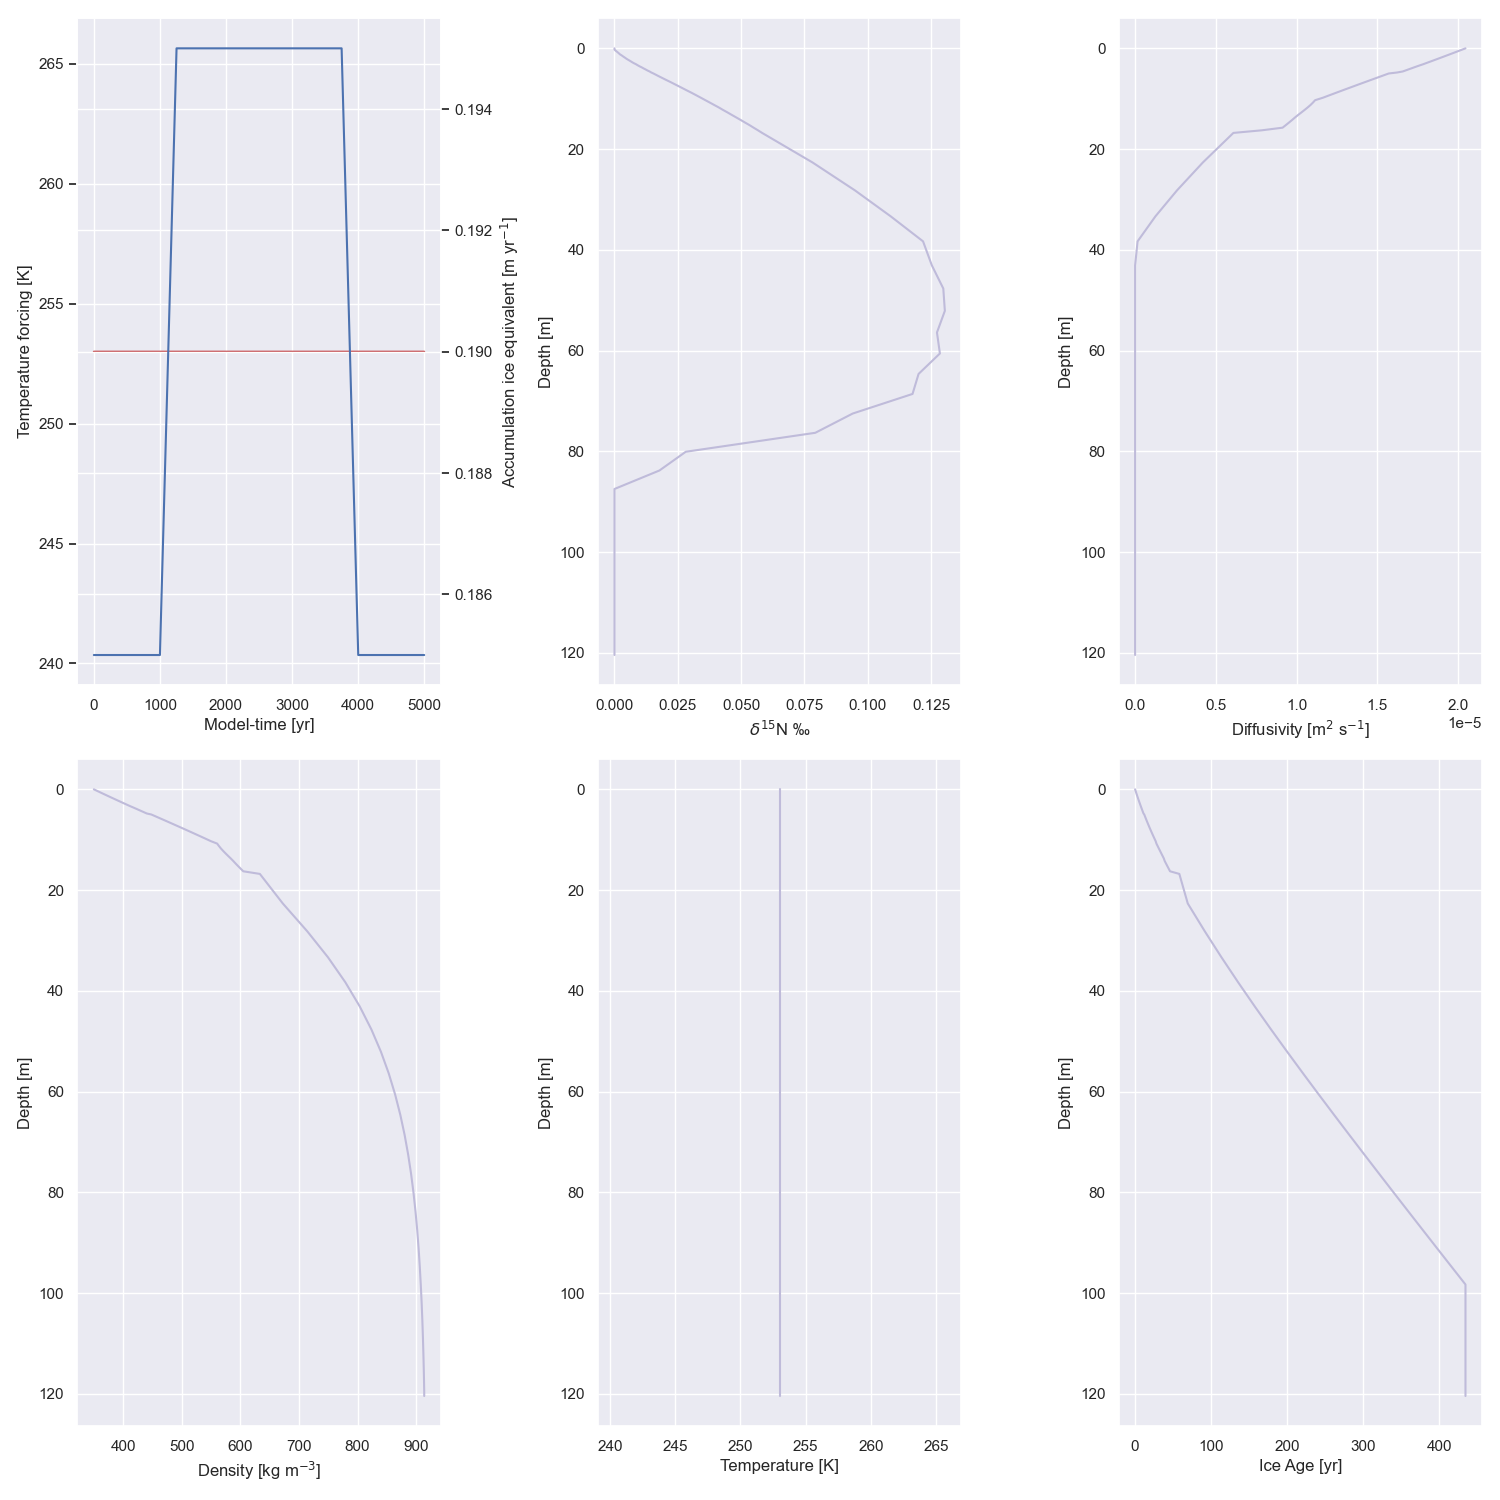 265
260
255
250
245
240
Temperature forcing [K]
0 1000 2000 3000 4000 5000
Model-time [yr]
0.194
0.192
0.190
0.188
0.186
Accumulation ice equivalent [m yr⁻¹]
0
20
40
60
80
100
120
Depth [m]
0.000 0.025 0.050 0.075 0.100 0.125
δ¹⁵N ‰
0
20
40
60
80
100
120
Depth [m]
0.0 0.5 1.0 1.5 2.0
1e−5
Diffusivity [m² s⁻¹]
0
20
40
60
80
100
120
Depth [m]
400 500 600 700 800 900
Density [kg m⁻³]
0
20
40
60
80
100
120
Depth [m]
240 245 250 255 260 265
Temperature [K]
0
20
40
60
80
100
120
Depth [m]
0 100 200 300 400
Ice Age [yr]